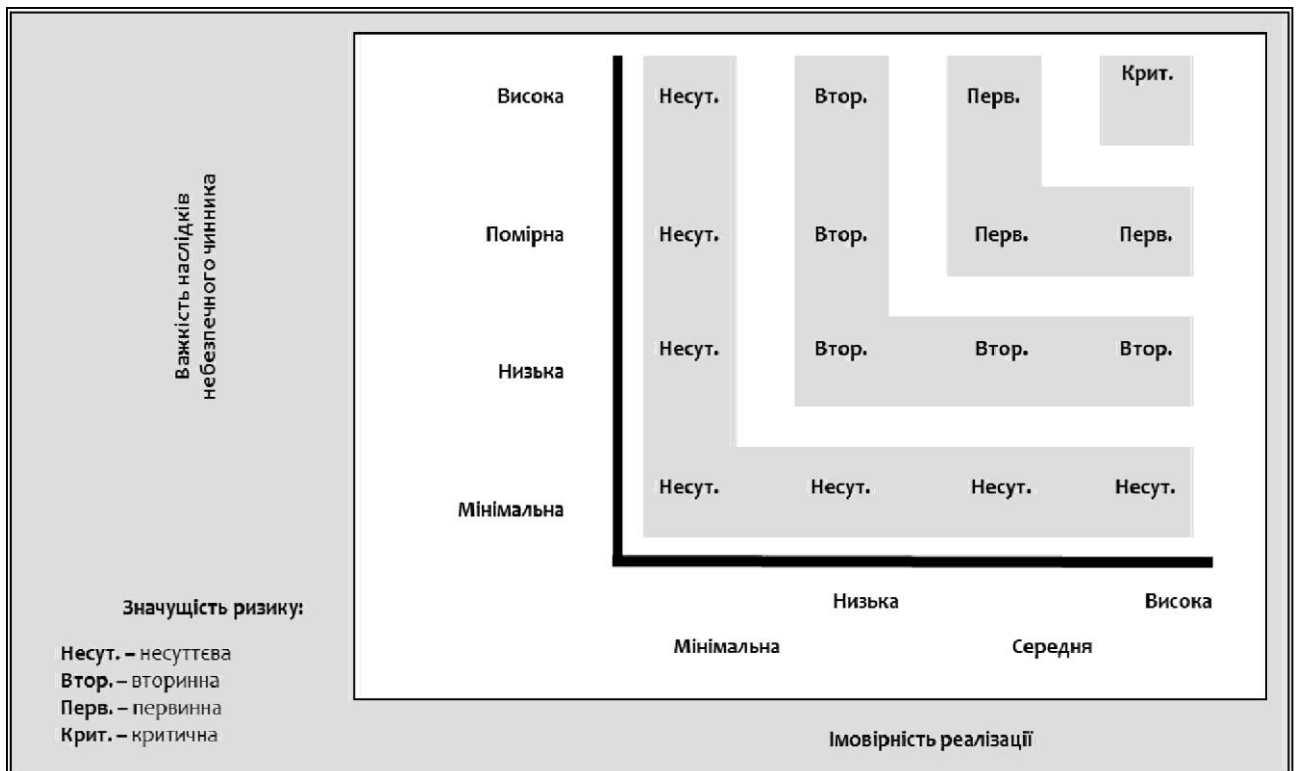 Важкість наслідків
небезпечного чинника
Висока Несут. Втор. Перв. Крит.
Помірна Несут. Втор. Перв. Перв.
Низька Несут. Втор. Втор. Втор.
Мінімальна Несут. Несут. Несут. Несут.
Низька Висока
Мінімальна Середня
Імовірність реалізації
Значущість ризику:
Несут. – несуттєва
Втор. – вторинна
Перв. – первинна
Крит. – критична